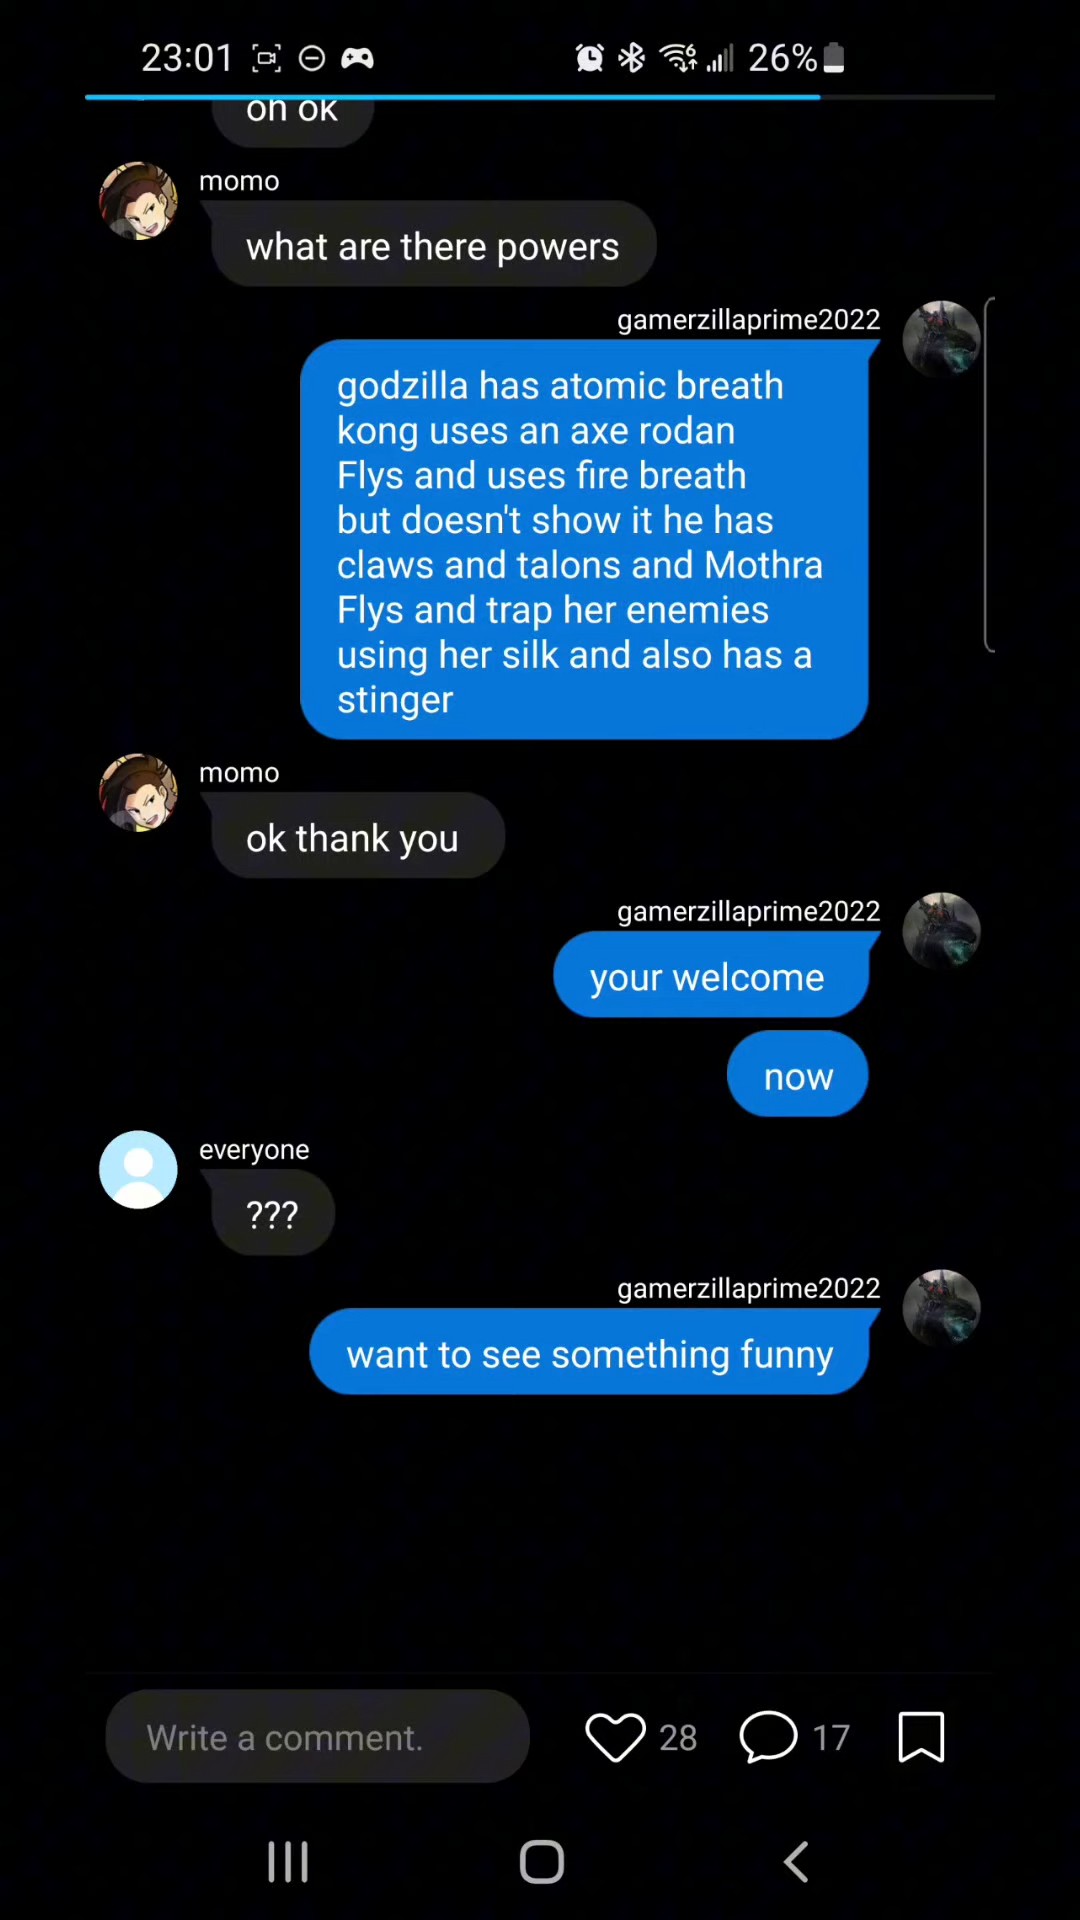 23:01
26%
oh ok
momo
what are there powers
gamerzillaprime2022
godzilla has atomic breath
kong uses an axe rodan
Flys and uses fire breath
but doesn't show it he has
claws and talons and Mothra
Flys and trap her enemies
using her silk and also has a
stinger
momo
ok thank you
gamerzillaprime2022
your welcome
now
everyone
???
gamerzillaprime2022
want to see something funny
Write a comment.
28
17